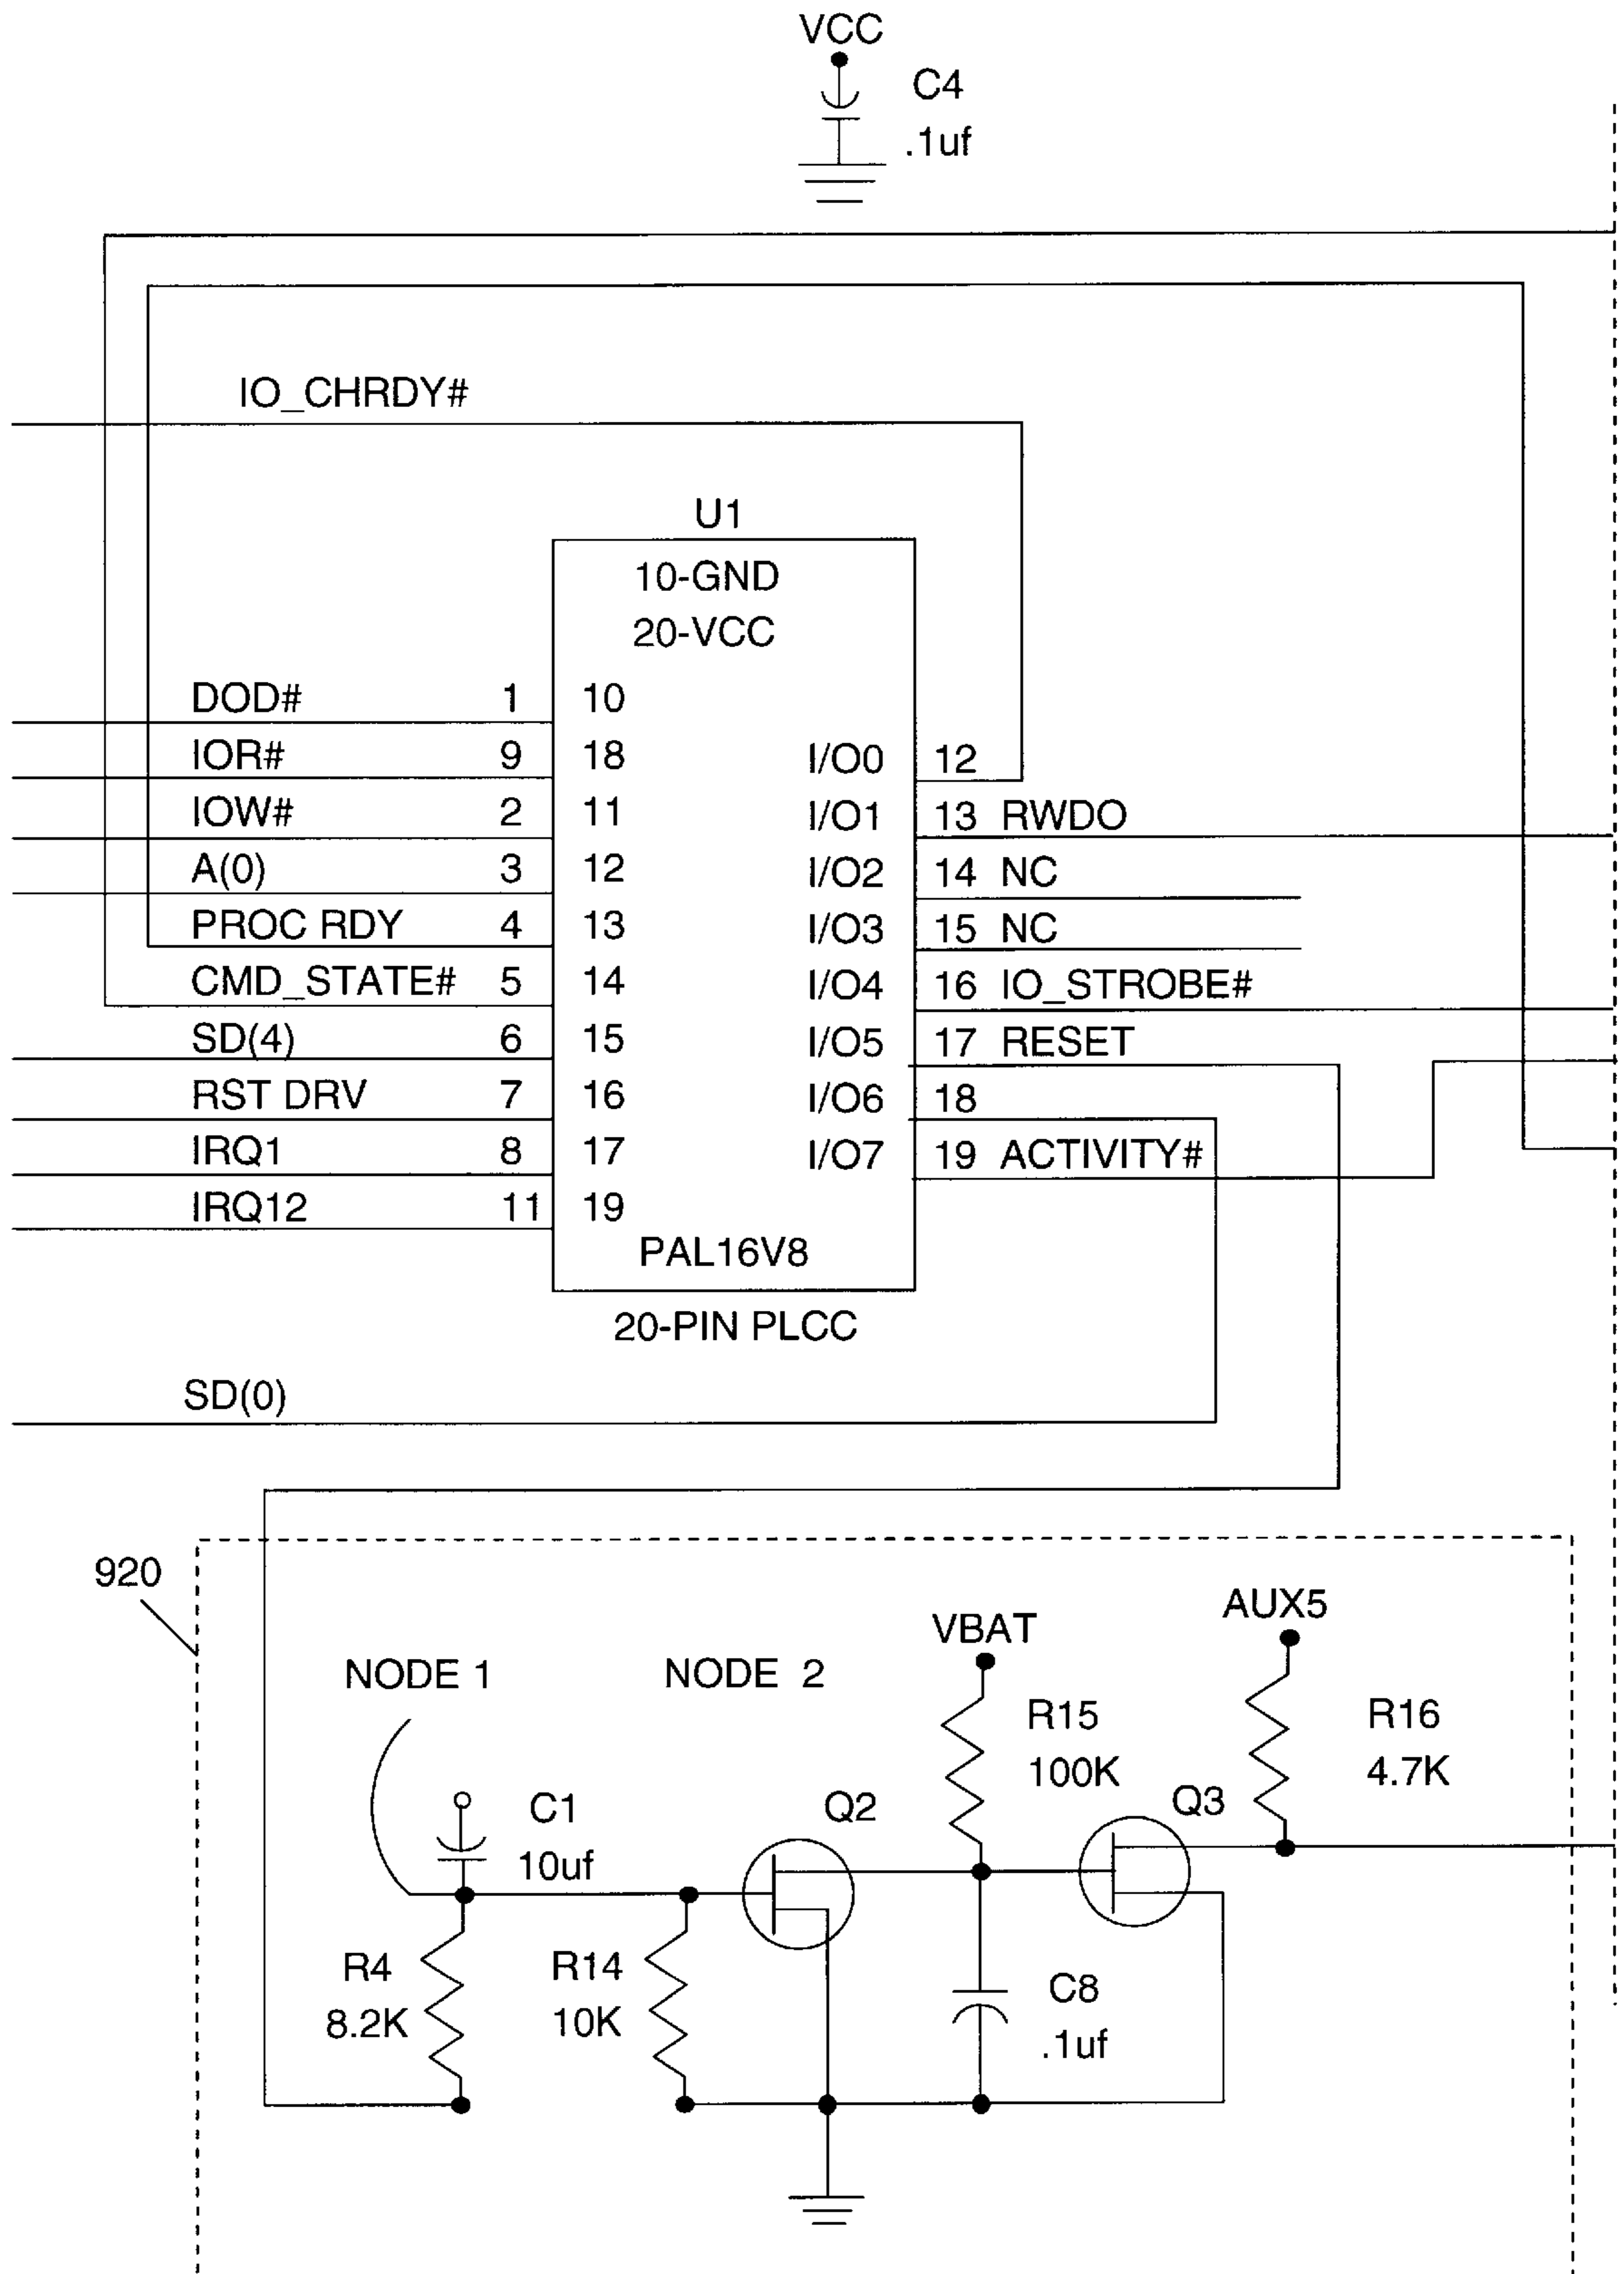 VCC
C4
.1uf
IO_CHRDY#
U1
10-GND
20-VCC
DOD# 1 10
IOR# 9 18 I/O0 12
IOW# 2 11 I/O1 13 RWDO
A(0) 3 12 I/O2 14 NC
PROC RDY 4 13 I/O3 15 NC
CMD_STATE# 5 14 I/O4 16 IO_STROBE#
SD(4) 6 15 I/O5 17 RESET
RST DRV 7 16 I/O6 18
IRQ1 8 17 I/O7 19 ACTIVITY#
IRQ12 11 19
PAL16V8
20-PIN PLCC
SD(0)
920
VBAT
AUX5
NODE 1
NODE 2
R15
100K
R16
4.7K
C1
10uf
Q2
Q3
R4
8.2K
R14
10K
C8
.1uf